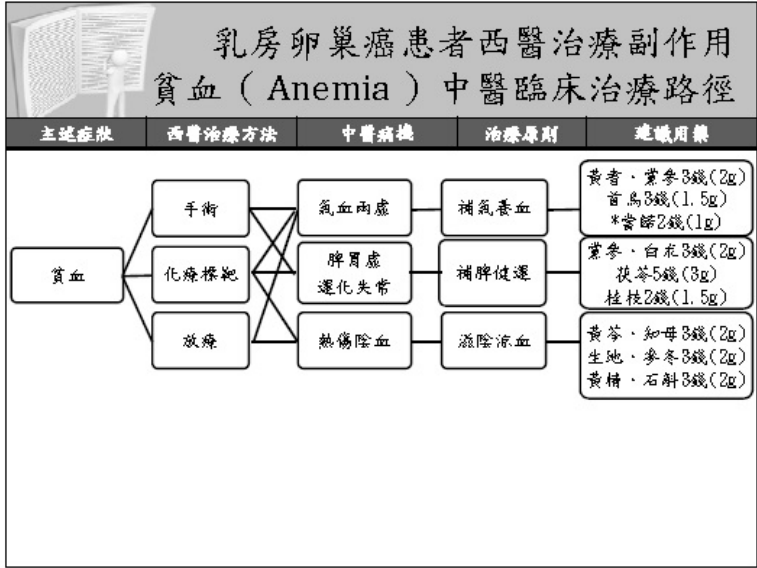 乳房卵巢癌患者西醫治療副作用
貧血 ( Anemia ) 中醫臨床治療路徑
主述症狀 西醫治療方法 中醫病機 治療原則 建議用藥
貧血
手術
化療標靶
放療
氣血兩虛
脾胃虛
運化失常
熱傷陰血
補氣養血
補脾健運
滋陰涼血
黃耆、黨參3錢(2g)
首烏3錢(1.5g)
*當歸2錢(1g)
黨參、白朮3錢(2g)
茯苓5錢(3g)
桂枝2錢(1.5g)
黃芩、知母3錢(2g)
生地、麥冬3錢(2g)
黃精、石斛3錢(2g)